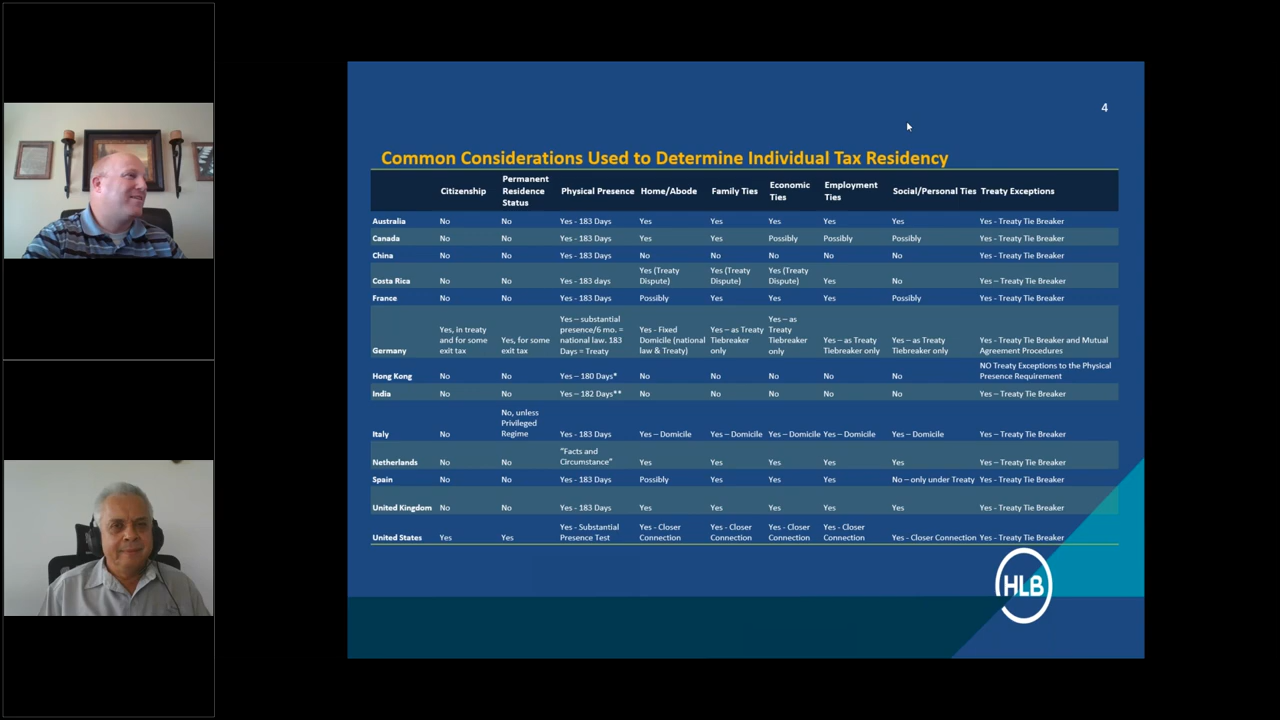 4
Common Considerations Used to Determine Individual Tax Residency
Citizenship Permanent Residence Status Physical Presence Home/Abode Family Ties Economic Ties Employment Ties Social/Personal Ties Treaty Exceptions
Australia No No Yes - 183 Days Yes Yes Yes Yes Yes Yes - Treaty Tie Breaker
Canada No No Yes - 183 Days Yes Yes Possibly Possibly Possibly Yes - Treaty Tie Breaker
China No No Yes - 183 Days No No No No No Yes - Treaty Tie Breaker
Costa Rica No No Yes - 183 days Yes (Treaty Dispute) Yes (Treaty Dispute) Yes (Treaty Dispute) Yes No Yes – Treaty Tie Breaker
France No No Yes - 183 Days Possibly Yes Yes Yes Possibly Yes - Treaty Tie Breaker
Germany Yes, in treaty and for some exit tax Yes, for some exit tax Yes – substantial presence/6 mo. = national law. 183 Days = Treaty Yes - Fixed Domicile (national law & Treaty) Yes – as Treaty Tiebreaker only Yes – as Treaty Tiebreaker only Yes – as Treaty Tiebreaker only Yes – as Treaty Tiebreaker only Yes - Treaty Tie Breaker and Mutual Agreement Procedures
Hong Kong No No Yes – 180 Days* No No No No No NO Treaty Exceptions to the Physical Presence Requirement
India No No Yes – 182 Days** No No No No No Yes – Treaty Tie Breaker
Italy No No, unless Privileged Regime Yes - 183 Days Yes – Domicile Yes – Domicile Yes – Domicile Yes – Domicile Yes – Domicile Yes – Treaty Tie Breaker
Netherlands No No "Facts and Circumstance" Yes Yes Yes Yes Yes Yes – Treaty Tie Breaker
Spain No No Yes - 183 Days Possibly Yes Yes Yes No – only under Treaty Yes - Treaty Tie Breaker
United Kingdom No No Yes - 183 Days Yes Yes Yes Yes Yes Yes - Treaty Tie Breaker
United States Yes Yes Yes - Substantial Presence Test Yes - Closer Connection Yes - Closer Connection Yes - Closer Connection Yes - Closer Connection Yes - Closer Connection Yes - Treaty Tie Breaker
HLB